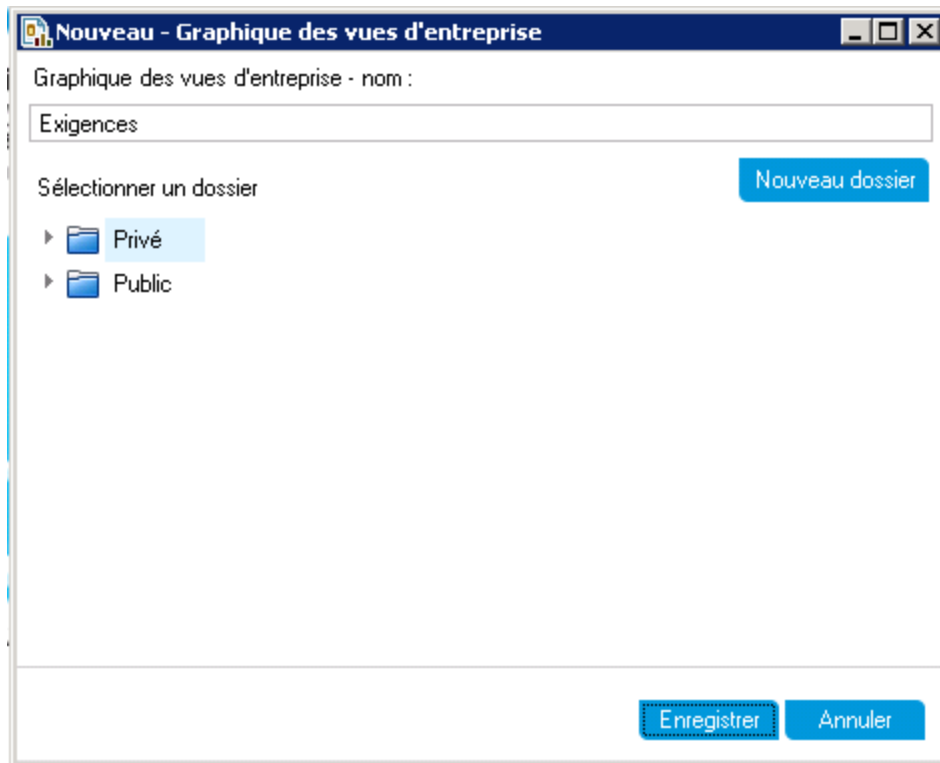 Nouveau - Graphique des vues d'entreprise
Graphique des vues d'entreprise - nom :
Exigences
Sélectionner un dossier
Nouveau dossier
Privé
Public
Enregistrer
Annuler